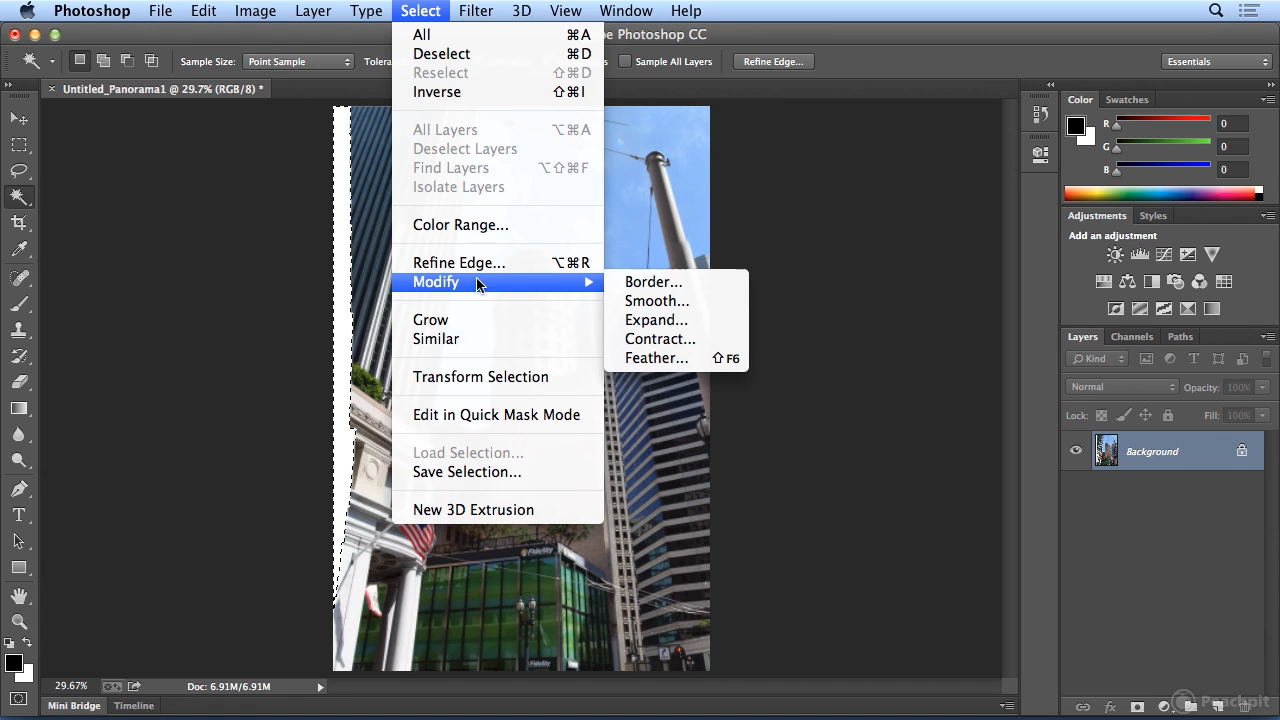 Photoshop File Edit Image Layer Type Select Filter 3D View Window Help
Photoshop CC
Sample Size: Point Sample Sample All Layers Refine Edge... Essentials
× Untitled_Panorama1 @ 29.7% (RGB/8) *
All ⌘A
Deselect ⌘D
Reselect ⇧⌘D
Inverse ⇧⌘I
All Layers ⌥⌘A
Deselect Layers
Find Layers ⌥⇧⌘F
Isolate Layers
Color Range...
Refine Edge... ⌥⌘R
Modify
Grow
Similar
Transform Selection
Edit in Quick Mask Mode
Load Selection...
Save Selection...
New 3D Extrusion
Border...
Smooth...
Expand...
Contract...
Feather... ⇧F6
Color Swatches
R 0
G 0
B 0
Adjustments Styles
Add an adjustment
Layers Channels Paths
Kind
Normal Opacity: 100%
Lock: Fill: 100%
Background
Fidelity
Fidelity
29.67% Doc: 6.91M/6.91M
Mini Bridge Timeline
Peachpit